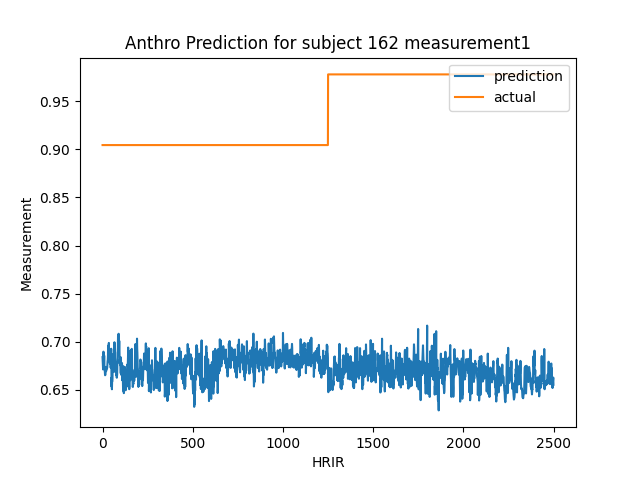 Anthro Prediction for subject 162 measurement1
prediction
actual
0.95
0.90
0.85
0.80
0.75
0.70
0.65
Measurement
0
500
1000
1500
2000
2500
HRIR